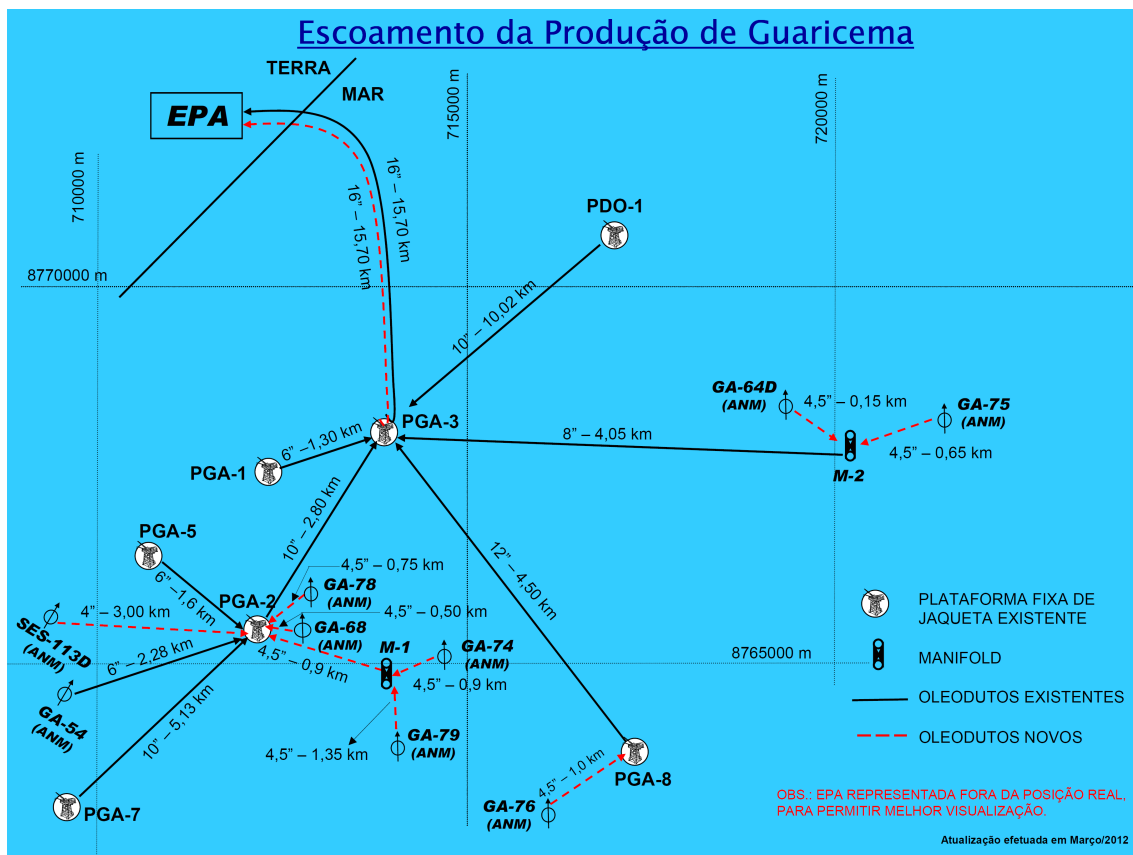 Escoamento da Produção de Guaricema
TERRA
MAR
EPA
710000 m
715000 m
720000 m
16” – 15,70 km
16” – 15,70 km
PDO-1
8770000 m
10” – 10,02 km
GA-64D
(ANM)
4,5” – 0,15 km
GA-75
(ANM)
PGA-3
6” –1,30 km
8” – 4,05 km
4,5” – 0,65 km
PGA-1
M-2
10” – 2,80 km
PGA-5
12” – 4,50 km
4,5” – 0,75 km
6” –1,6 km
GA-78
(ANM)
PGA-2
4” – 3,00 km
4,5” – 0,50 km
SES-113D
(ANM)
GA-68
(ANM)
M-1
GA-74
(ANM)
6” – 2,28 km
4,5” – 0,9 km
4,5” – 0,9 km
8765000 m
GA-54
(ANM)
10” – 5,13 km
GA-79
(ANM)
4,5” – 1,35 km
4,5” – 1,0 km
PGA-8
GA-76
(ANM)
PGA-7
PLATAFORMA FIXA DE
JAQUETA EXISTENTE
MANIFOLD
OLEODUTOS EXISTENTES
OLEODUTOS NOVOS
OBS.: EPA REPRESENTADA FORA DA POSIÇÃO REAL,
PARA PERMITIR MELHOR VISUALIZAÇÃO.
Atualização efetuada em Março/2012